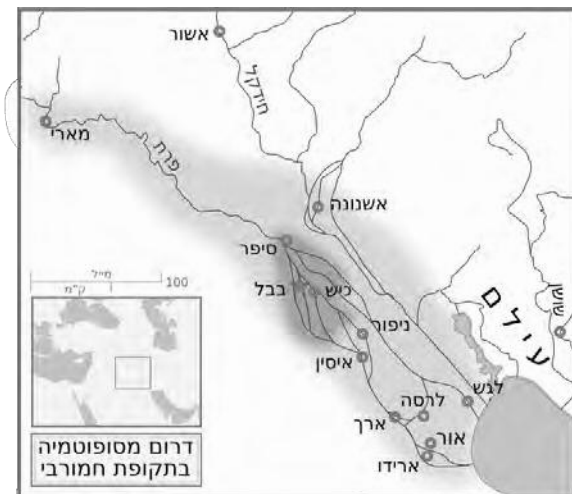 אשור
חידקל
מארי
פרת
אשנונה
סיפר
מייל
ק"מ
100
בבל
כיש
ניפור
איסין
שושן
עילם
לגש
לרסה
ארך
אור
ארידו
דרום מסופוטמיה
בתקופת חמורבי